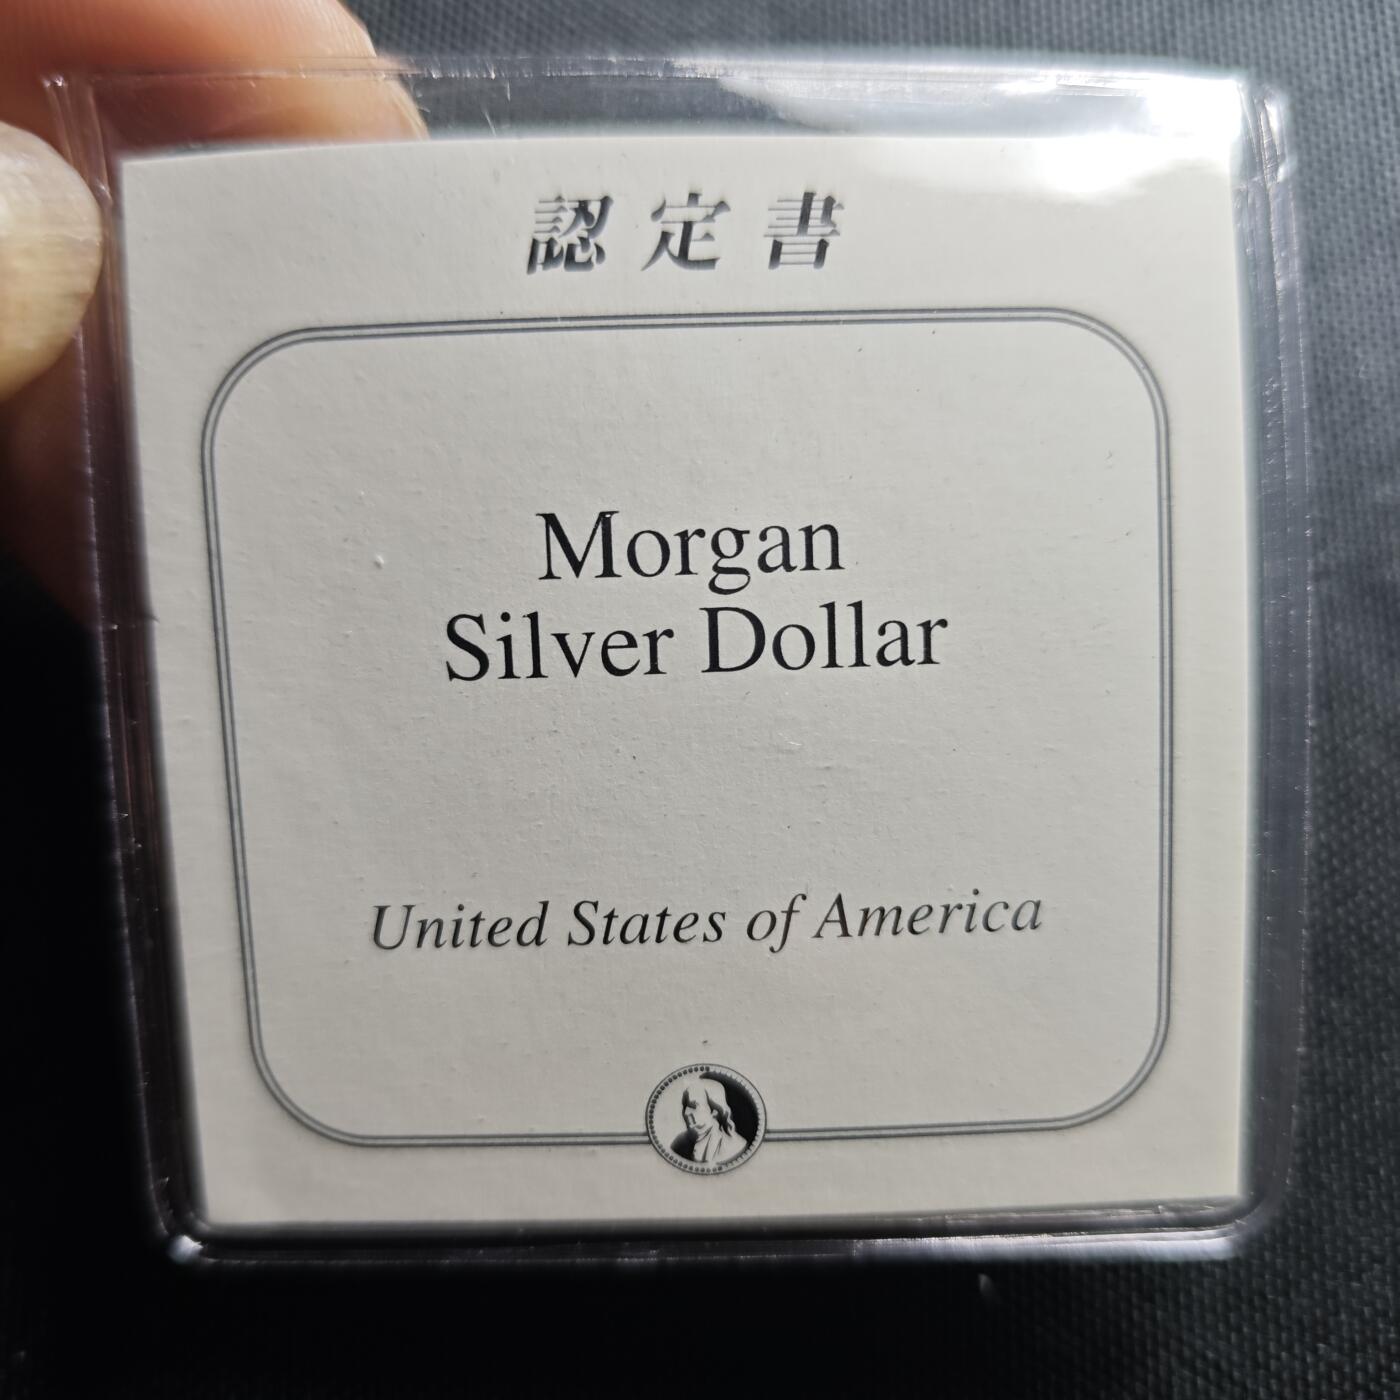 認定書
Morgan
Silver Dollar
United States of America